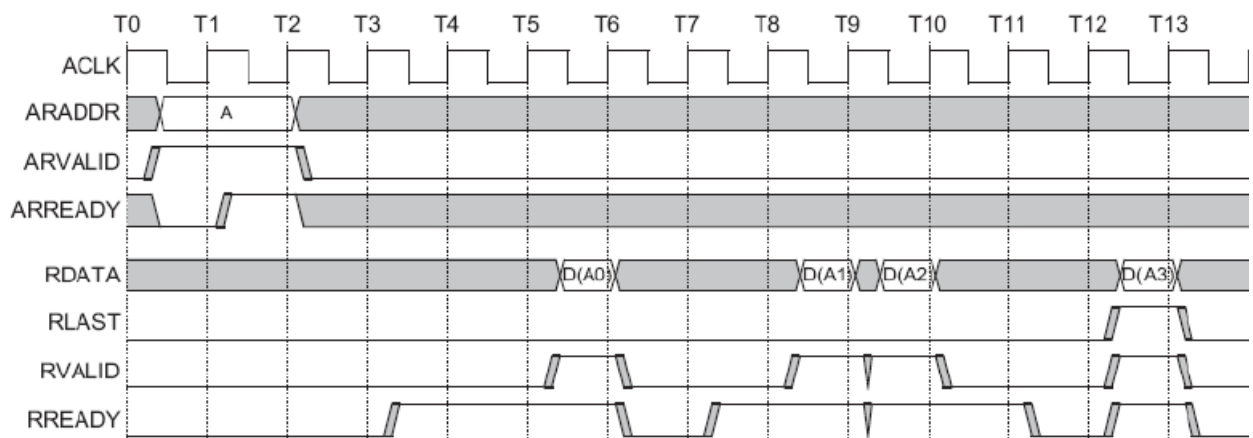 T0 T1 T2 T3 T4 T5 T6 T7 T8 T9 T10 T11 T12 T13
ACLK
ARADDR A
ARVALID
ARREADY
RDATA D(A0) D(A1) D(A2) D(A3)
RLAST
RVALID
RREADY